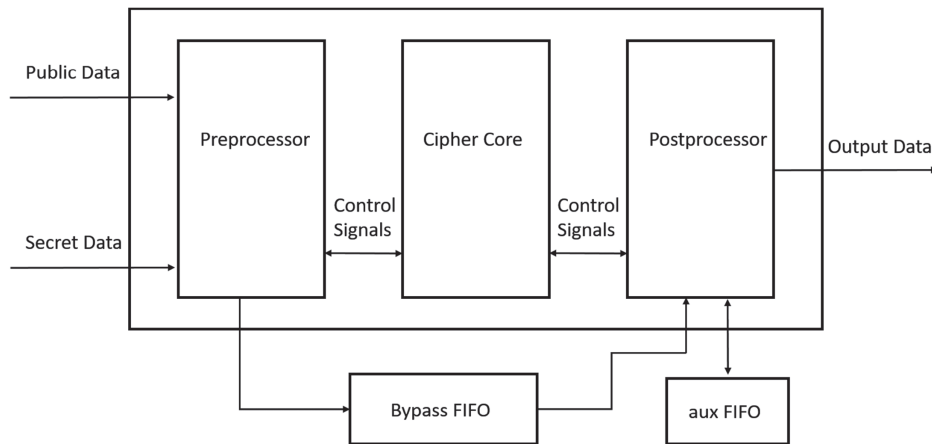 Public Data
Preprocessor
Cipher Core
Postprocessor
Output Data
Control
Signals
Control
Signals
Secret Data
Bypass FIFO
aux FIFO